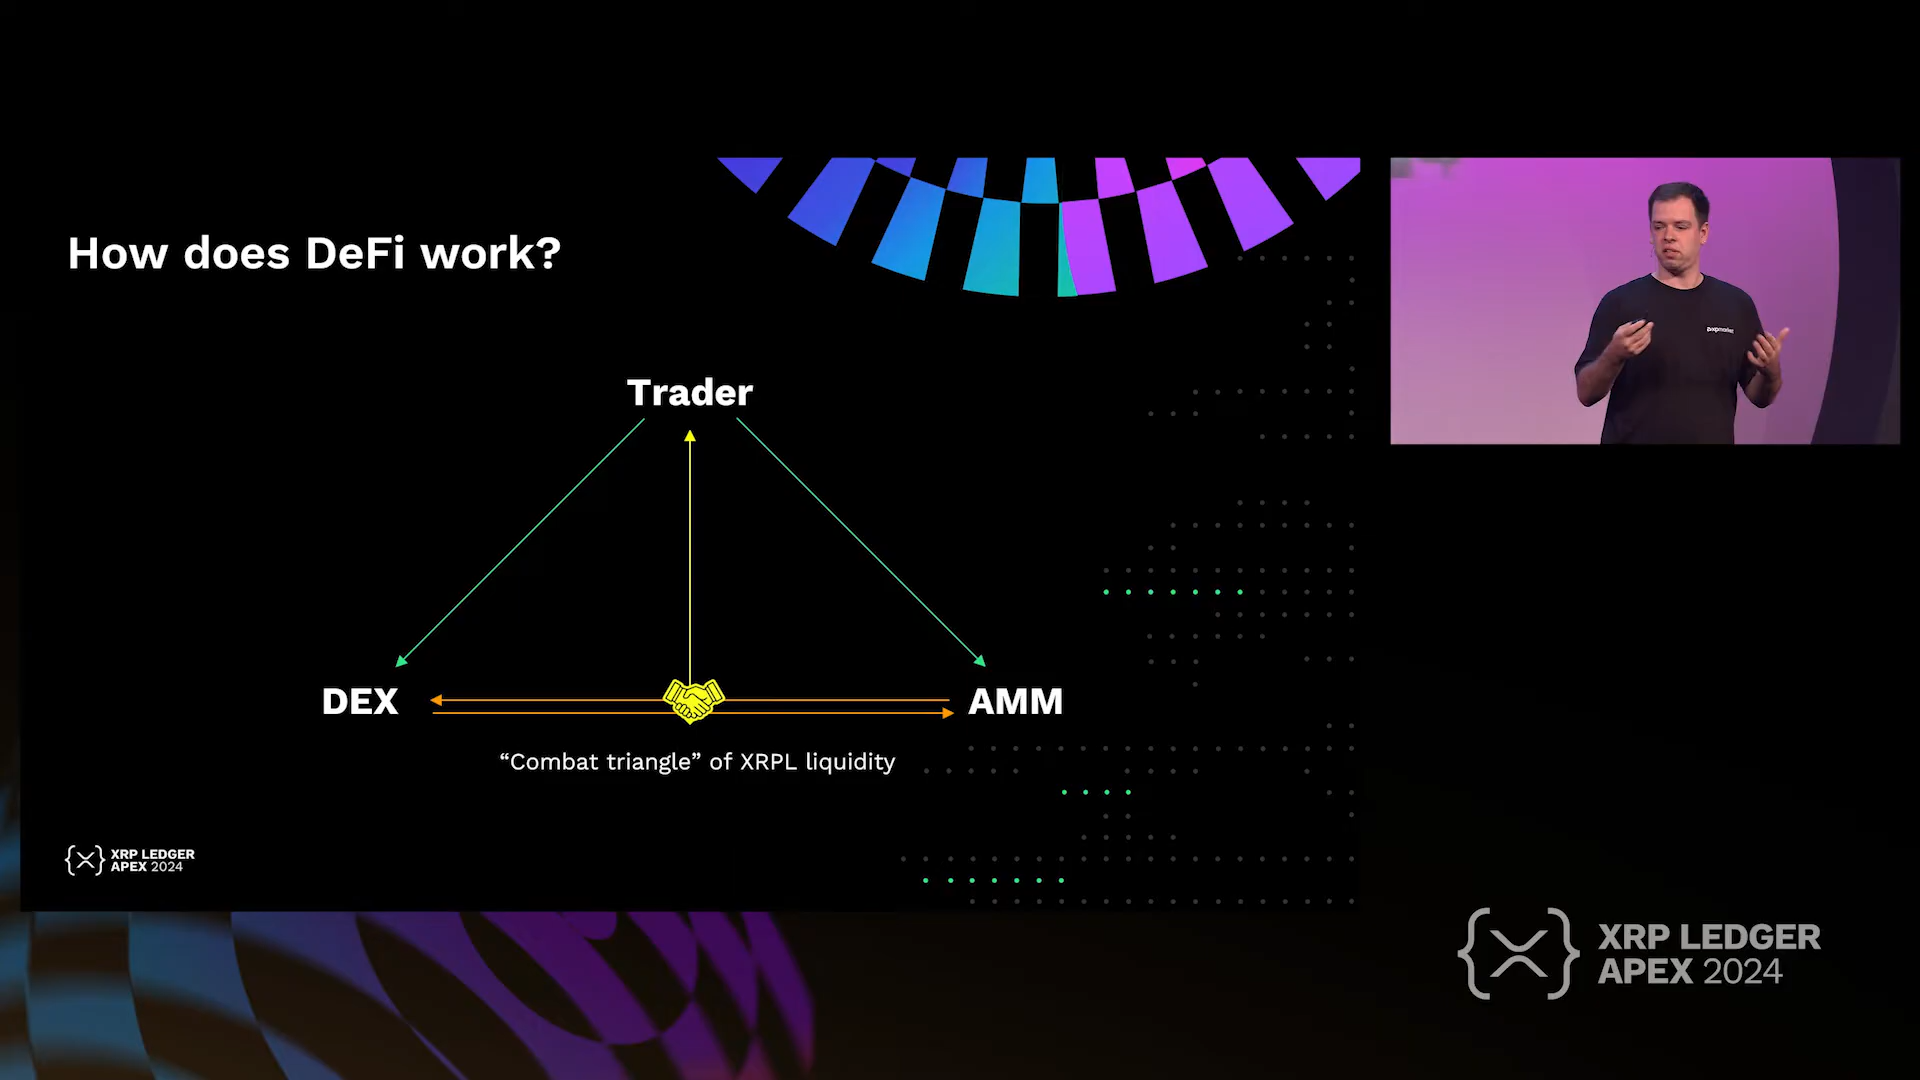 How does DeFi work?
Trader
DEX
AMM
“Combat triangle” of XRPL liquidity
XRP LEDGER
APEX 2024
XRP LEDGER
APEX 2024